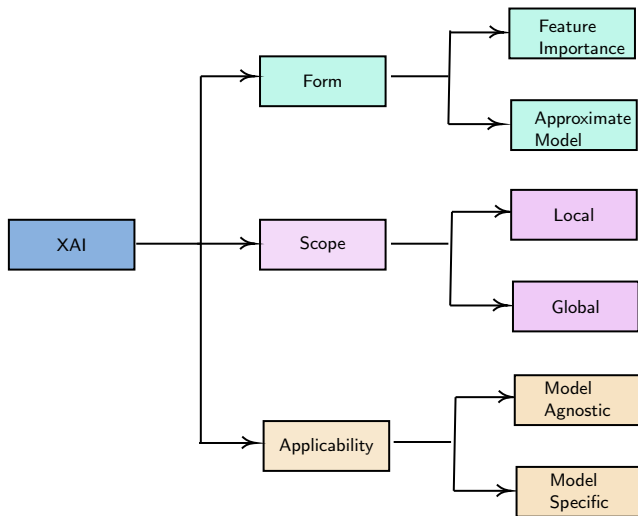 Feature
Importance
Form
Approximate
Model
Local
XAI
Scope
Global
Model
Agnostic
Applicability
Model
Specific